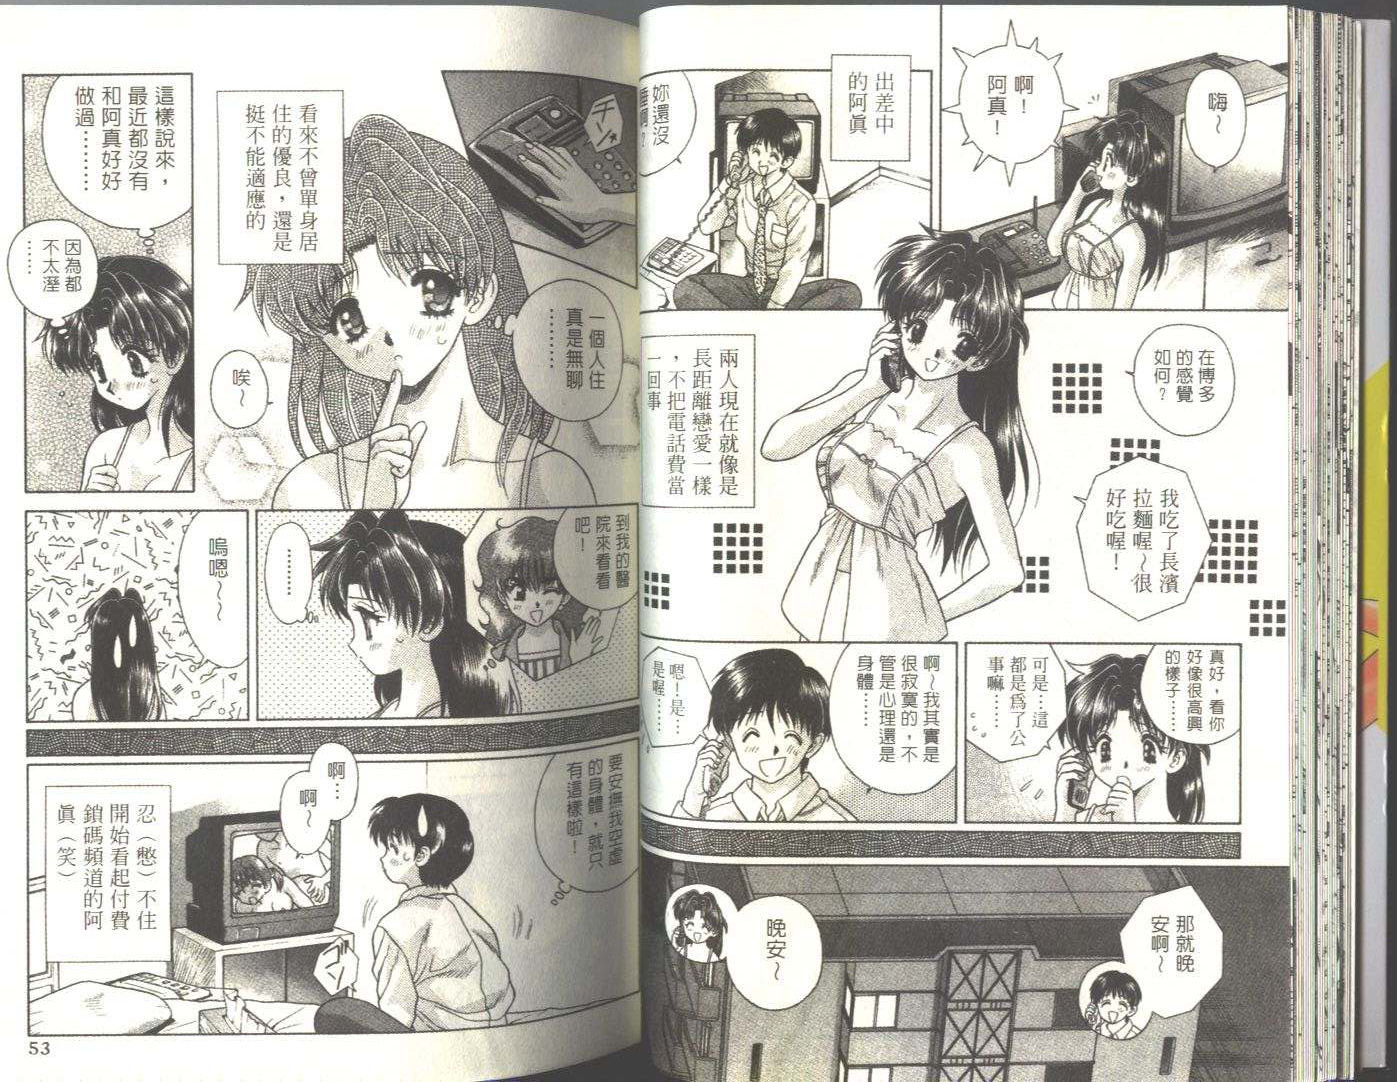 嗨～
啊！
阿真！
出差中
的阿眞
妳還沒
睡啊？
在博多
的感覺
如何？
我吃了長濱
拉麵喔～很
好吃喔！
兩人現在就像是
長距離戀愛一樣
，不把電話費當
一回事
真好，看你
好像很高興
的樣子……
可是…這
都是爲了公
事嘛…
啊～我其實是
很寂寞的，不
管是心理還是
身體……
嗯！是…
是喔……
那就晚
安啊～
晚安～
チーン
一個人住
真是無聊
………
看來不曾單身居
住的優良，還是
挺不能適應的
唉～
這樣說來，
最近都沒有
和阿真好好
做過………
因為都
不太溼
……
到我的醫
院來看看
吧！
………
嗚嗯～～
要安撫我空虛
的身體，就只
有這樣啦！
啊…
啊～
忍（憋）不住
開始看起付費
鎖碼頻道的阿
眞（笑）
53